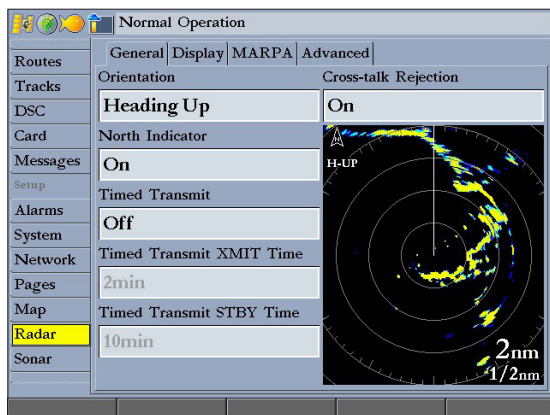 Normal Operation
General Display MARPA Advanced
Routes
Tracks
DSC
Card
Messages
Setup
Alarms
System
Network
Pages
Map
Radar
Sonar
Orientation
Heading Up
North Indicator
On
Timed Transmit
Off
Timed Transmit XMIT Time
2min
Timed Transmit STBY Time
10min
Cross-talk Rejection
On
N
H-UP
2nm
1/2nm